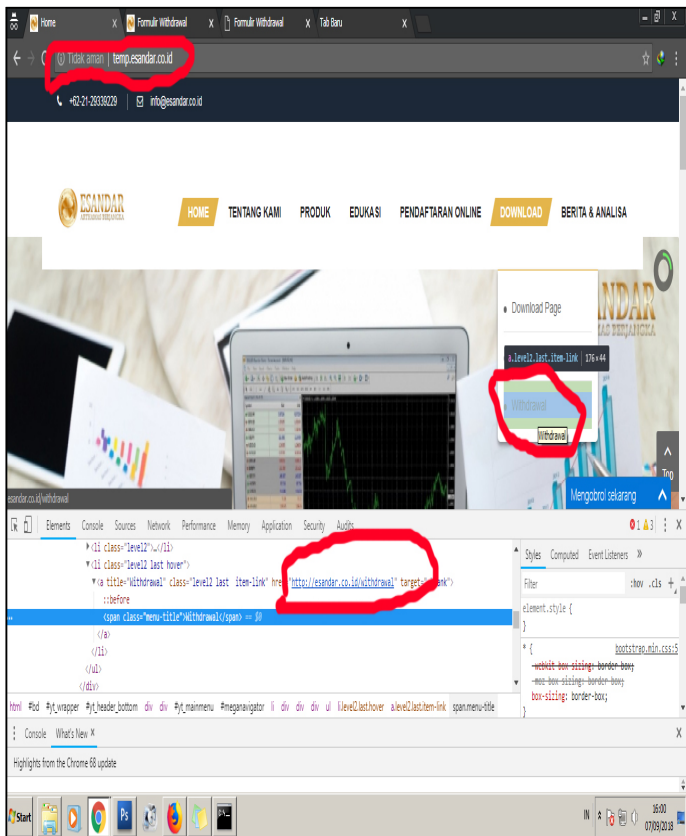 Home X Formulir Withdrawal X Formulir Withdrawal X Tab Baru X
Tidak aman | temp.esandar.co.id
+62-21-29339229 info@esandar.co.id
ESANDAR
ARTHAMAS BERJANGKA
HOME TENTANG KAMI PRODUK EDUKASI PENDAFTARAN ONLINE DOWNLOAD BERITA & ANALISA
Download Page
a.level2.last.item-link 176×44
Withdrawal
Withdrawal
Top
Mengobrol sekarang
esandar.co.id/withdrawal
Elements Console Sources Network Performance Memory Application Security Audits 1 3
<li class="level2">…</li>
<li class="level2 last hover">
<a title="Withdrawal" class="level2 last item-link" href="http://esandar.co.id/withdrawal" target="
::before
<span class="menu-title">Withdrawal</span> == $0
</a>
</li>
</ul>
</div>
html #bd #yt_wrapper #yt_header_bottom div div #yt_mainmenu #meganavigator li div div div ul li.level2.last.hover a.level2.last.item-link span.menu-title
Styles Computed Event Listeners »
Filter :hov .cls +
element.style {
}
* { bootstrap.min.css:5
-webkit-box-sizing: border-box;
-moz-box-sizing: border-box;
box-sizing: border-box;
}
Console What's New X
Highlights from the Chrome 68 update
Start
IN 16:00
07/09/2018